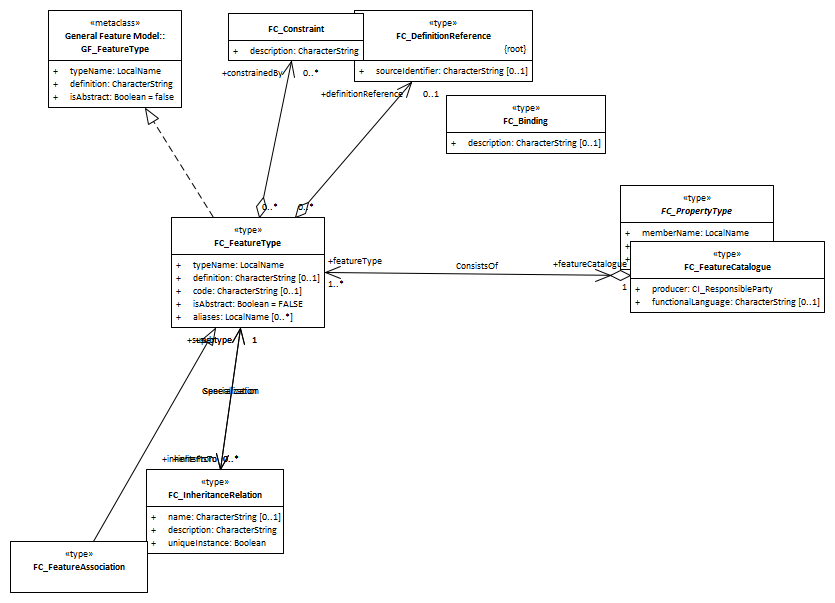 «metaclass»
General Feature Model::
GF_FeatureType
+ typeName: LocalName
+ definition: CharacterString
+ isAbstract: Boolean = false
FC_Constraint
+ description: CharacterString
«type»
FC_DefinitionReference
{root}
+ sourceIdentifier: CharacterString [0..1]
+constrainedBy
0..*
+definitionReference
0..1
«type»
FC_Binding
+ description: CharacterString [0..1]
0..*
0..*
«type»
FC_PropertyType
+ memberName: LocalName
+
+
«type»
FC_FeatureType
+ typeName: LocalName
+ definition: CharacterString [0..1]
+ code: CharacterString [0..1]
+ isAbstract: Boolean = FALSE
+ aliases: LocalName [0..*]
+featureType
1..*
ConsistsOf
+featureCatalogue
1
«type»
FC_FeatureCatalogue
+ producer: CI_ResponsibleParty
+ functionalLanguage: CharacterString [0..1]
1
0..*
«type»
FC_InheritanceRelation
+ name: CharacterString [0..1]
+ description: CharacterString
+ uniqueInstance: Boolean
«type»
FC_FeatureAssociation